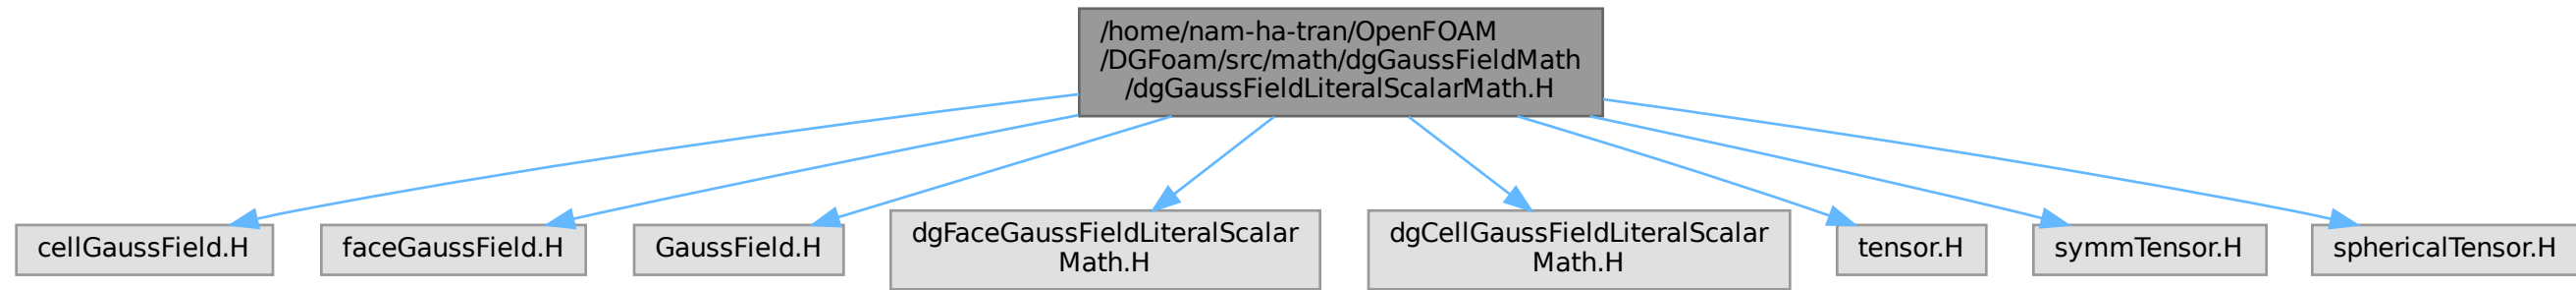 /home/nam-ha-tran/OpenFOAM
/DGFoam/src/math/dgGaussFieldMath
/dgGaussFieldLiteralScalarMath.H
cellGaussField.H
faceGaussField.H
GaussField.H
dgFaceGaussFieldLiteralScalar
Math.H
dgCellGaussFieldLiteralScalar
Math.H
tensor.H
symmTensor.H
sphericalTensor.H